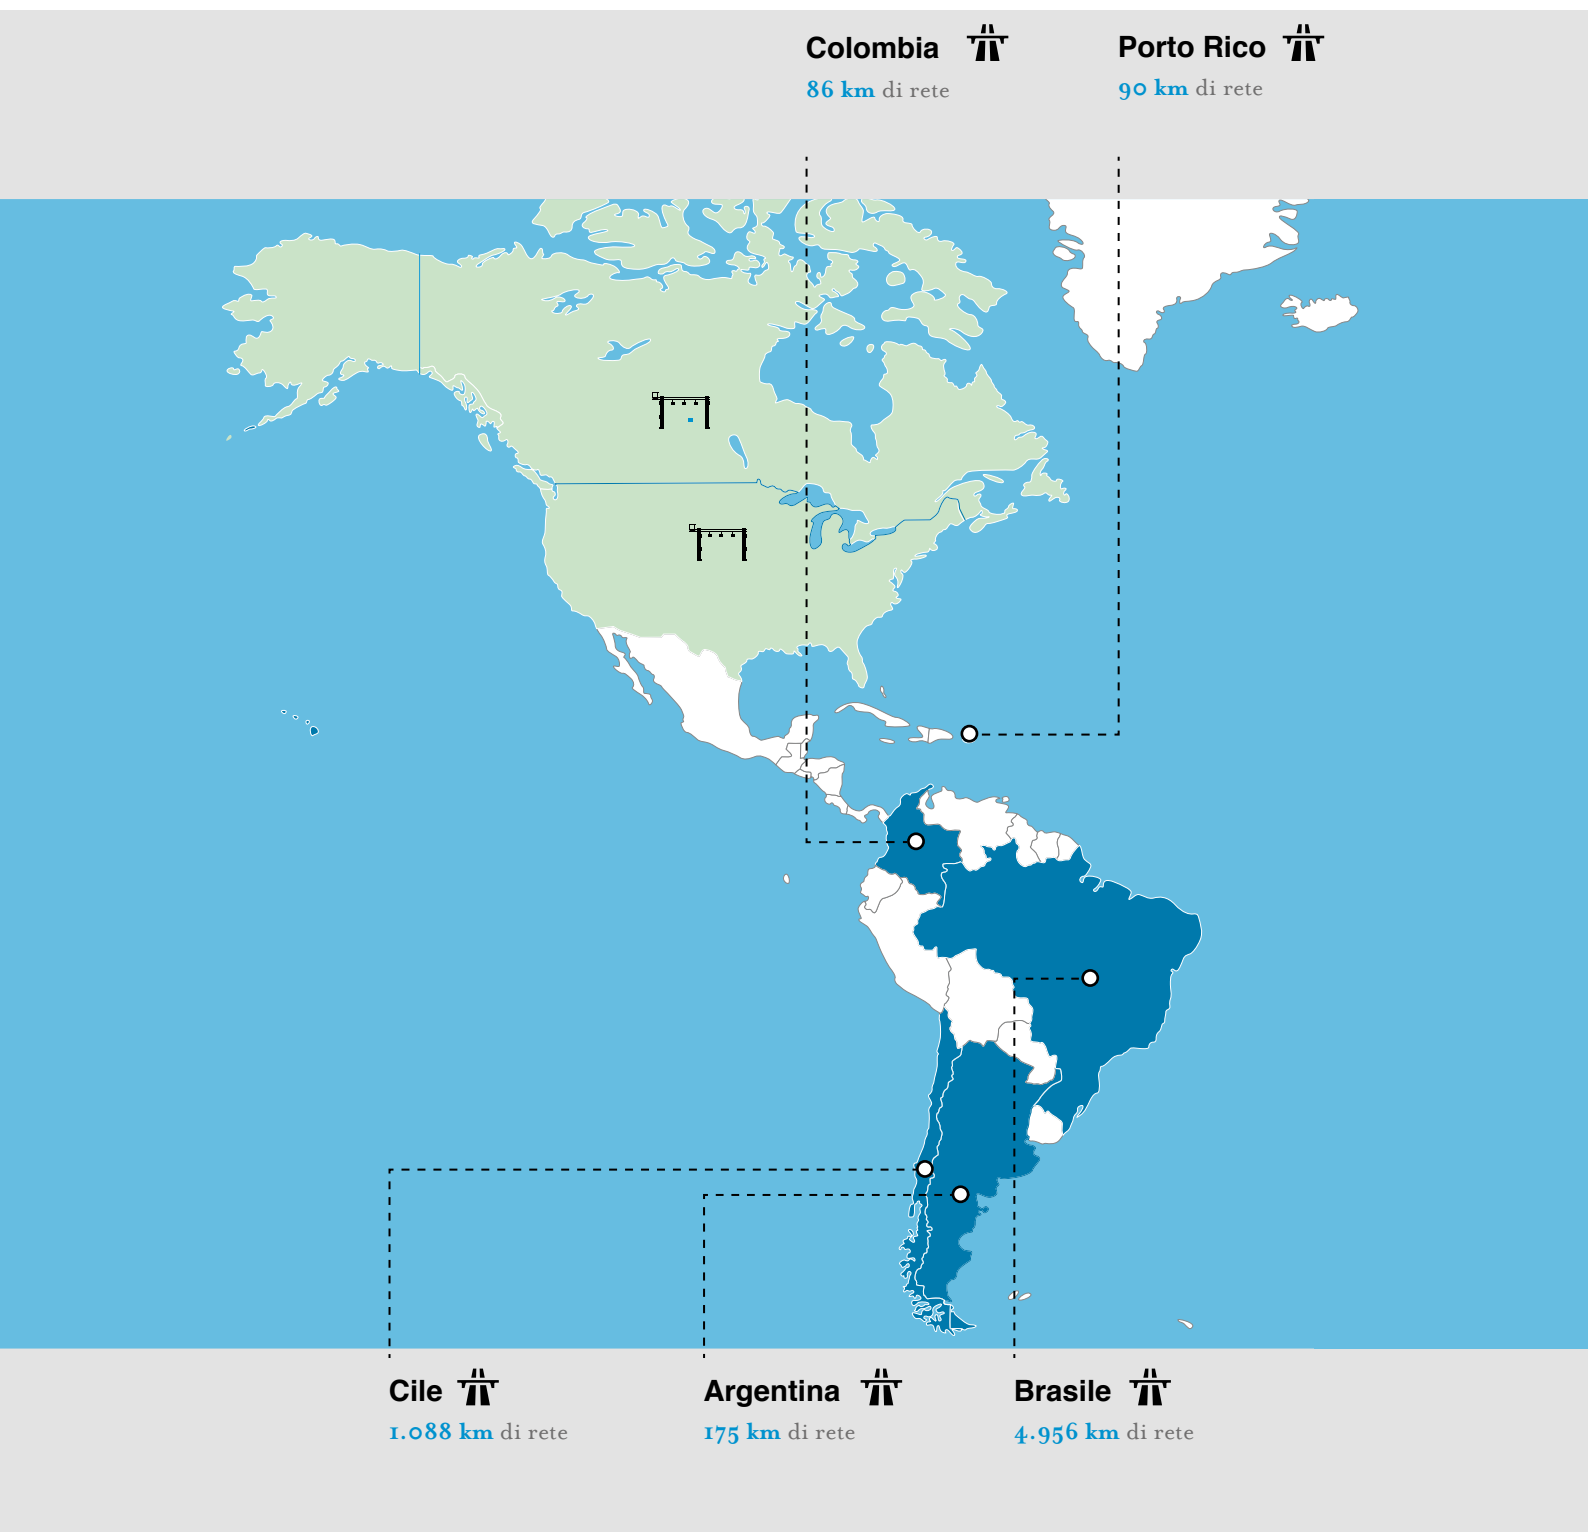 Colombia
86 km di rete
Porto Rico
90 km di rete
Cile
1.088 km di rete
Argentina
175 km di rete
Brasile
4.956 km di rete